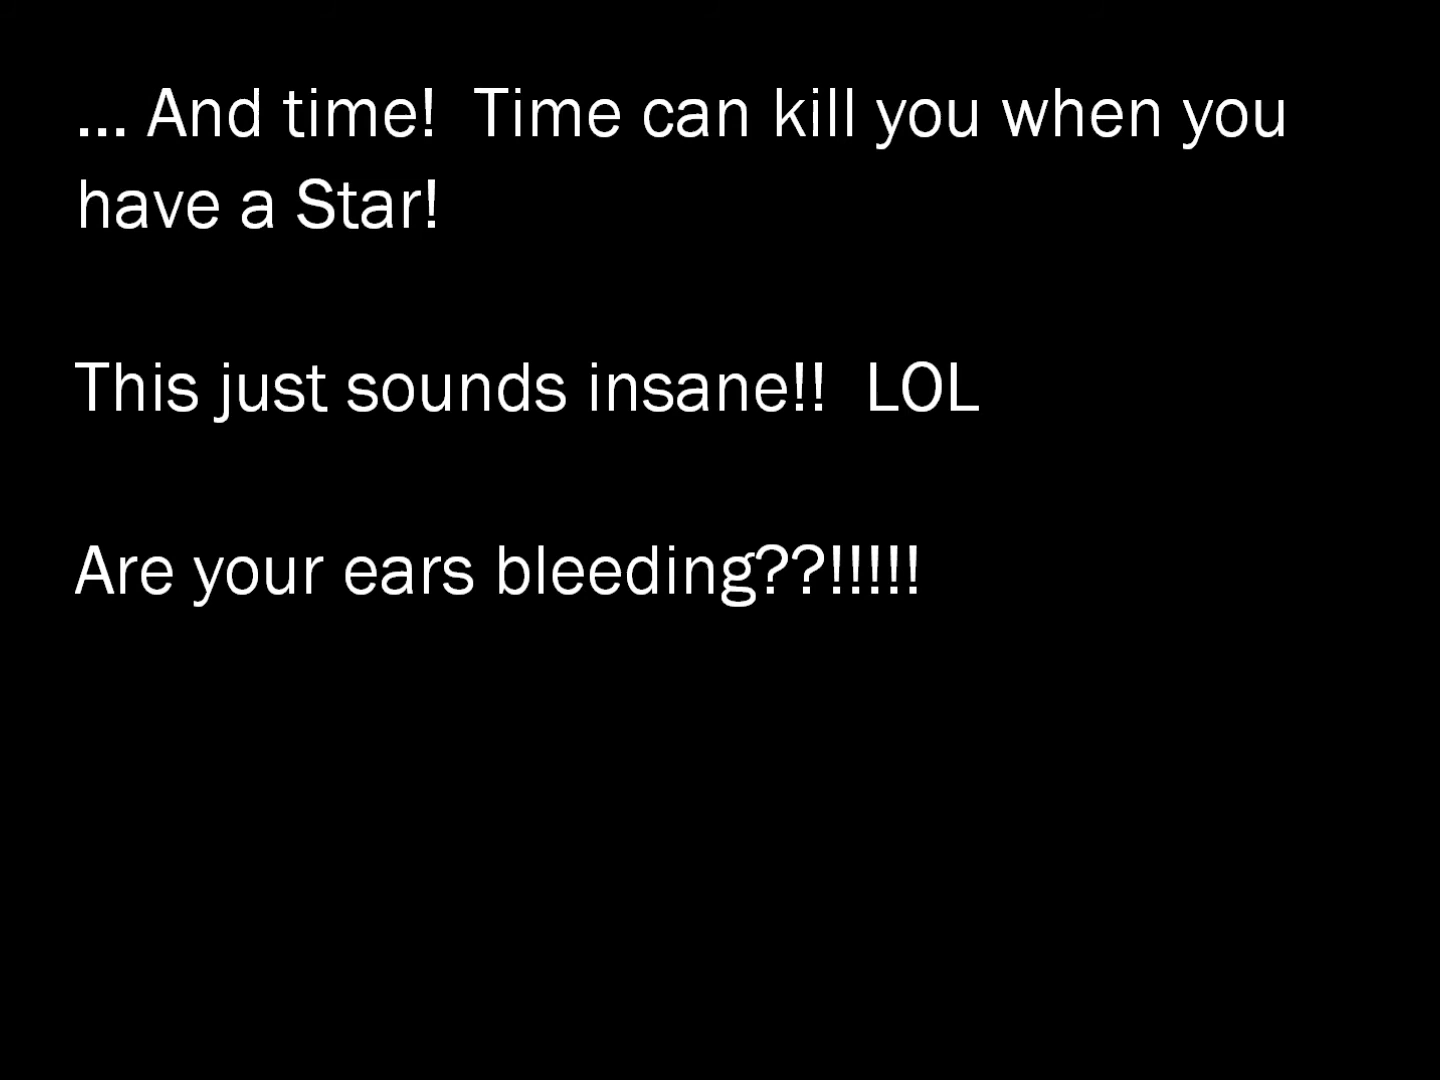 ... And time!  Time can kill you when you
have a Star!
This just sounds insane!!  LOL
Are your ears bleeding??!!!!!